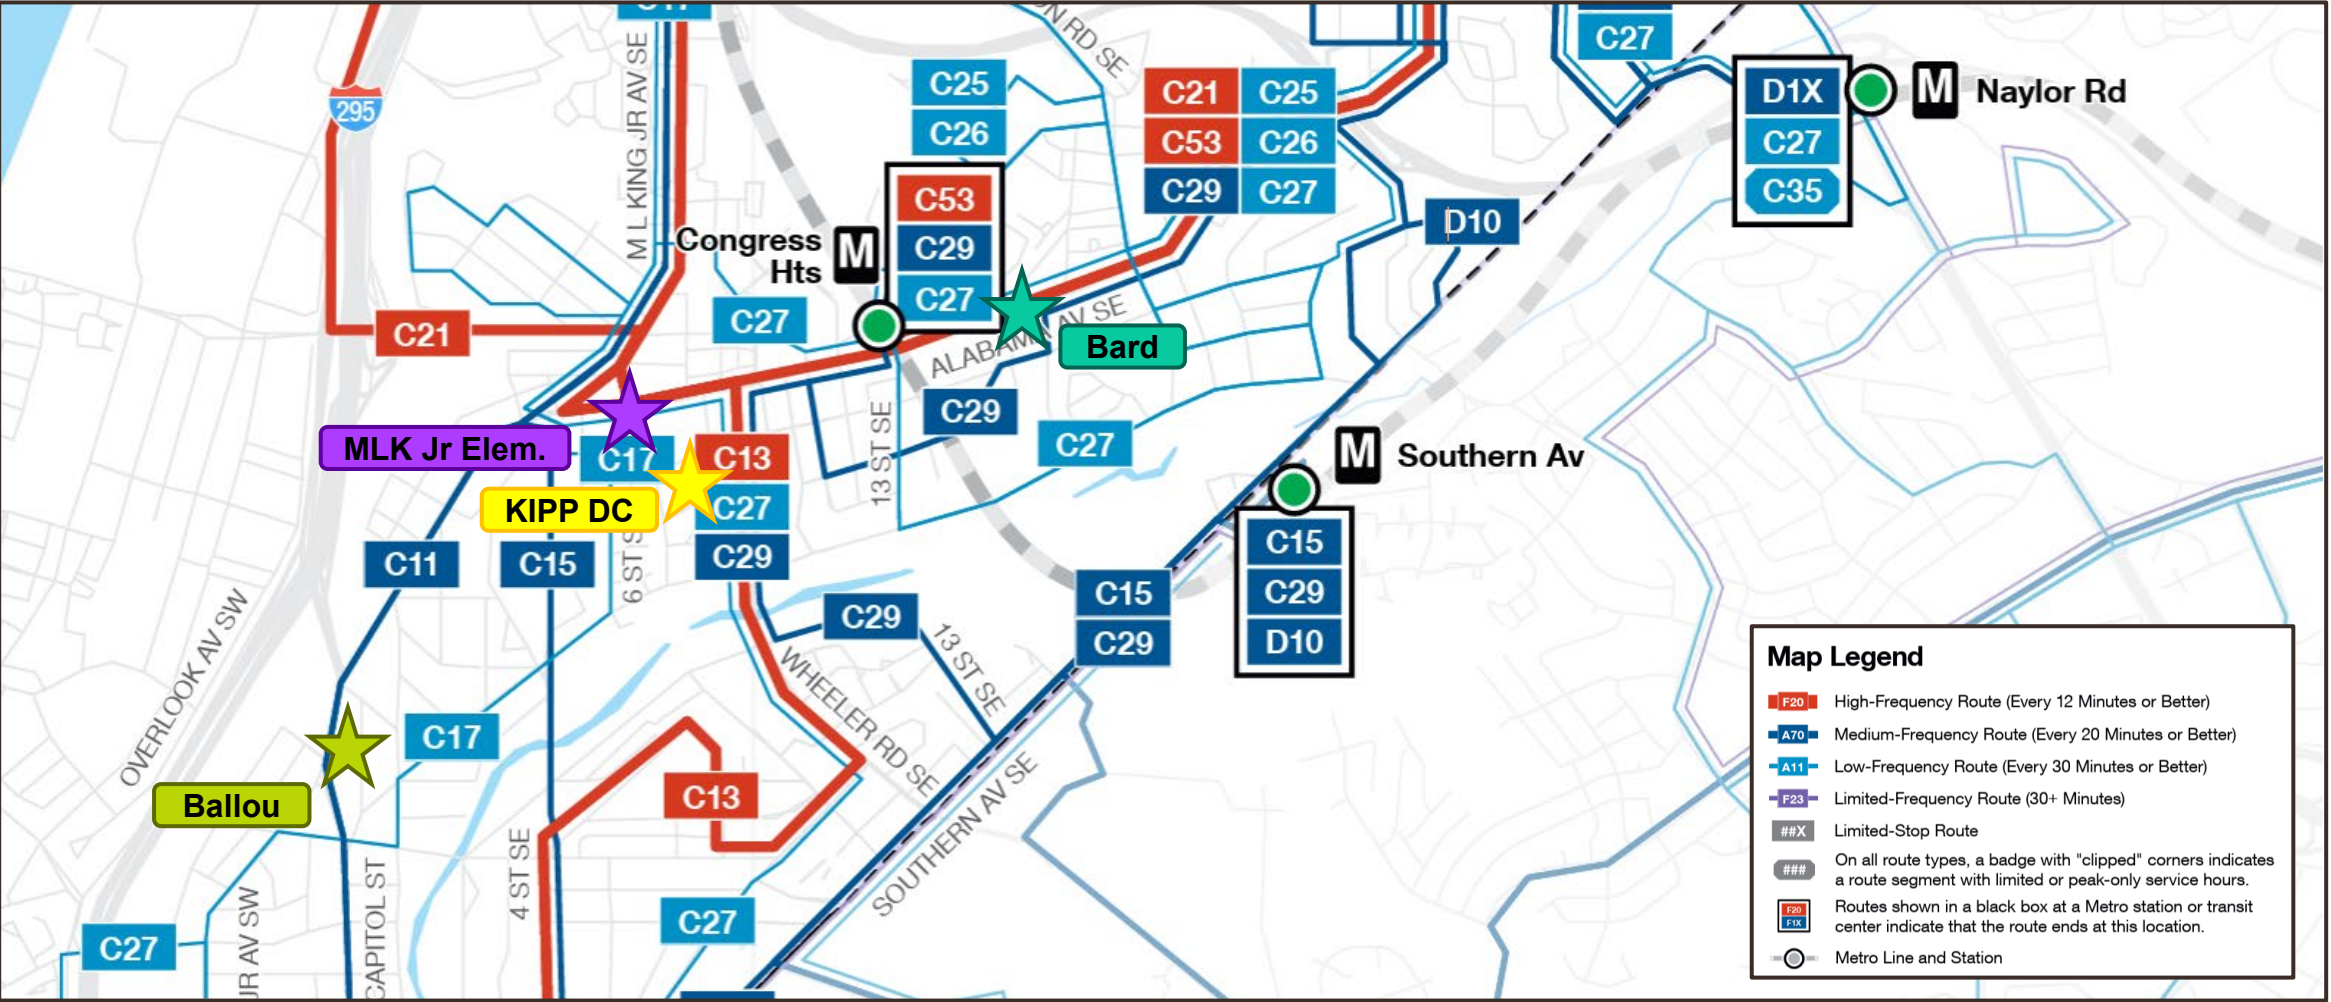 C17
295
M L KING JR AV SE
ON RD SE
C25
C26
C21 C25
C53 C26
C29 C27
C27
D1X
C27
C35
M
Naylor Rd
D10
Congress
Hts
M
C53
C29
C27
C27
C21
ALABAMA AV SE
Bard
C29
13 ST SE
C27
M
Southern Av
C15
C29
D10
MLK Jr Elem.
C17
C13
C27
C29
KIPP DC
C11
C15
6 ST S
C29
13 ST SE
C15
C29
OVERLOOK AV SW
WHEELER RD SE
SOUTHERN AV SE
C17
Ballou
C13
4 ST SE
C27
C27
JR AV SW
CAPITOL ST
Map Legend
F20 High-Frequency Route (Every 12 Minutes or Better)
A70 Medium-Frequency Route (Every 20 Minutes or Better)
A11 Low-Frequency Route (Every 30 Minutes or Better)
F23 Limited-Frequency Route (30+ Minutes)
##X Limited-Stop Route
### On all route types, a badge with "clipped" corners indicates
a route segment with limited or peak-only service hours.
F20 Routes shown in a black box at a Metro station or transit
F1X center indicate that the route ends at this location.
Metro Line and Station